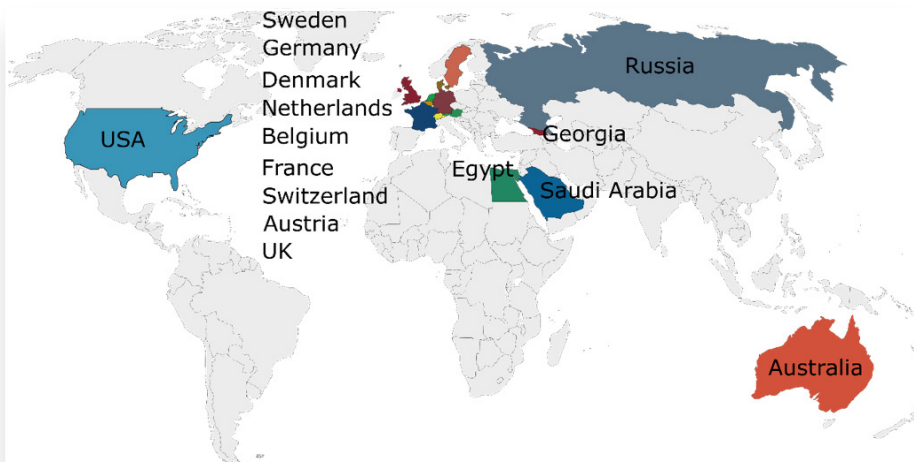 Sweden
Germany
Denmark
Netherlands
Belgium
France
Switzerland
Austria
UK
USA
Russia
Georgia
Egypt
Saudi Arabia
Australia